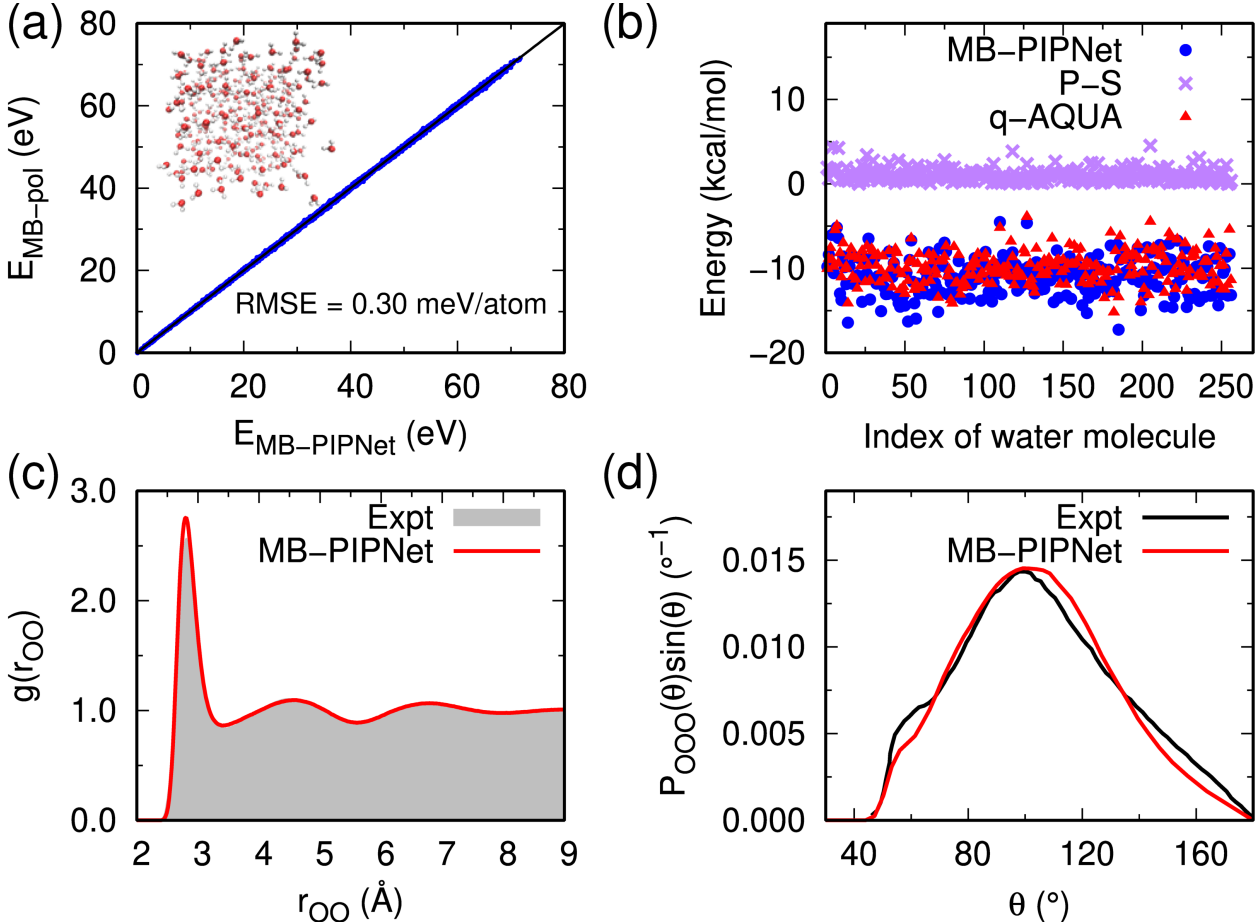 (a)
80
60
40
20
0
E_MB−pol (eV)
RMSE = 0.30 meV/atom
0 20 40 60 80
E_MB−PIPNet (eV)
(b)
MB−PIPNet
P−S
q−AQUA
10
0
−10
−20
Energy (kcal/mol)
0 50 100 150 200 250
Index of water molecule
(c)
3.0
2.0
1.0
0.0
g(r_OO)
Expt
MB−PIPNet
2 3 4 5 6 7 8 9
r_OO (Å)
(d)
0.015
0.010
0.005
0.000
P_OOO(θ)sin(θ) (°⁻¹)
Expt
MB−PIPNet
40 80 120 160
θ (°)